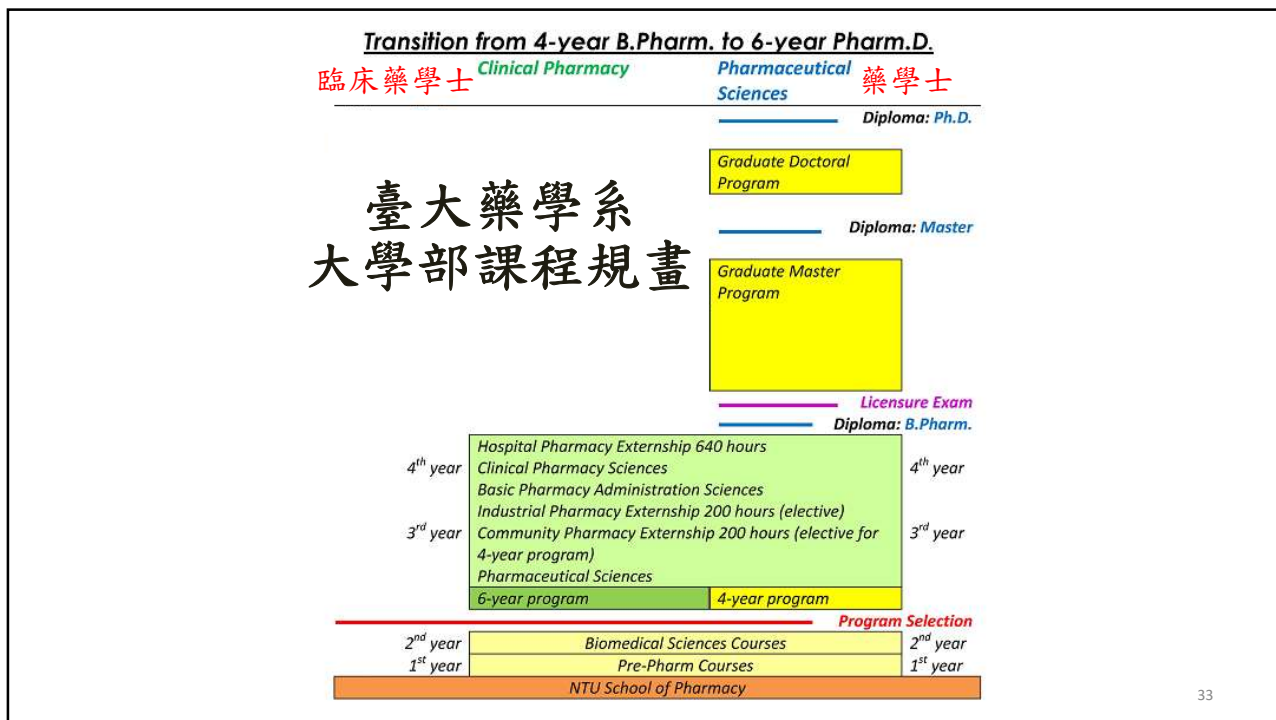 Transition from 4-year B.Pharm. to 6-year Pharm.D.
臨床藥學士 Clinical Pharmacy Pharmaceutical Sciences 藥學士
Diploma: Ph.D.
Graduate Doctoral
Program
臺大藥學系
大學部課程規畫
Diploma: Master
Graduate Master
Program
Licensure Exam
Diploma: B.Pharm.
Hospital Pharmacy Externship 640 hours
4th year Clinical Pharmacy Sciences 4th year
Basic Pharmacy Administration Sciences
Industrial Pharmacy Externship 200 hours (elective)
3rd year Community Pharmacy Externship 200 hours (elective for 3rd year
4-year program)
Pharmaceutical Sciences
6-year program 4-year program
Program Selection
2nd year Biomedical Sciences Courses 2nd year
1st year Pre-Pharm Courses 1st year
NTU School of Pharmacy
33